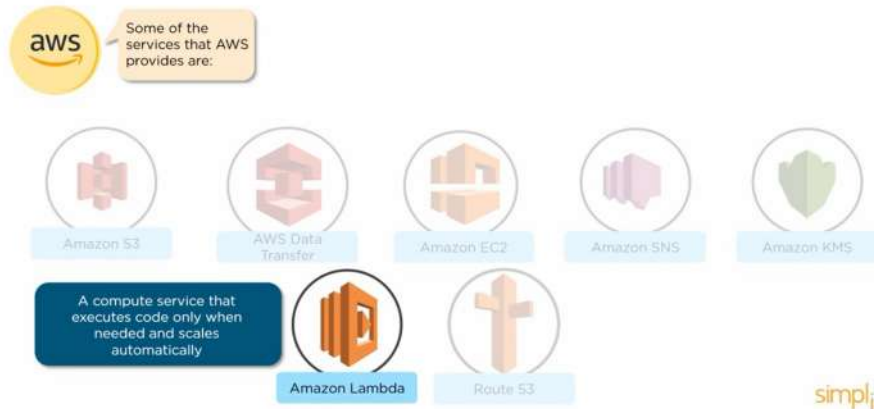 aws
Some of the
services that AWS
provides are:
Amazon S3
AWS Data
Transfer
Amazon EC2
Amazon SNS
Amazon KMS
A compute service that
executes code only when
needed and scales
automatically
Amazon Lambda
Route 53
simpli